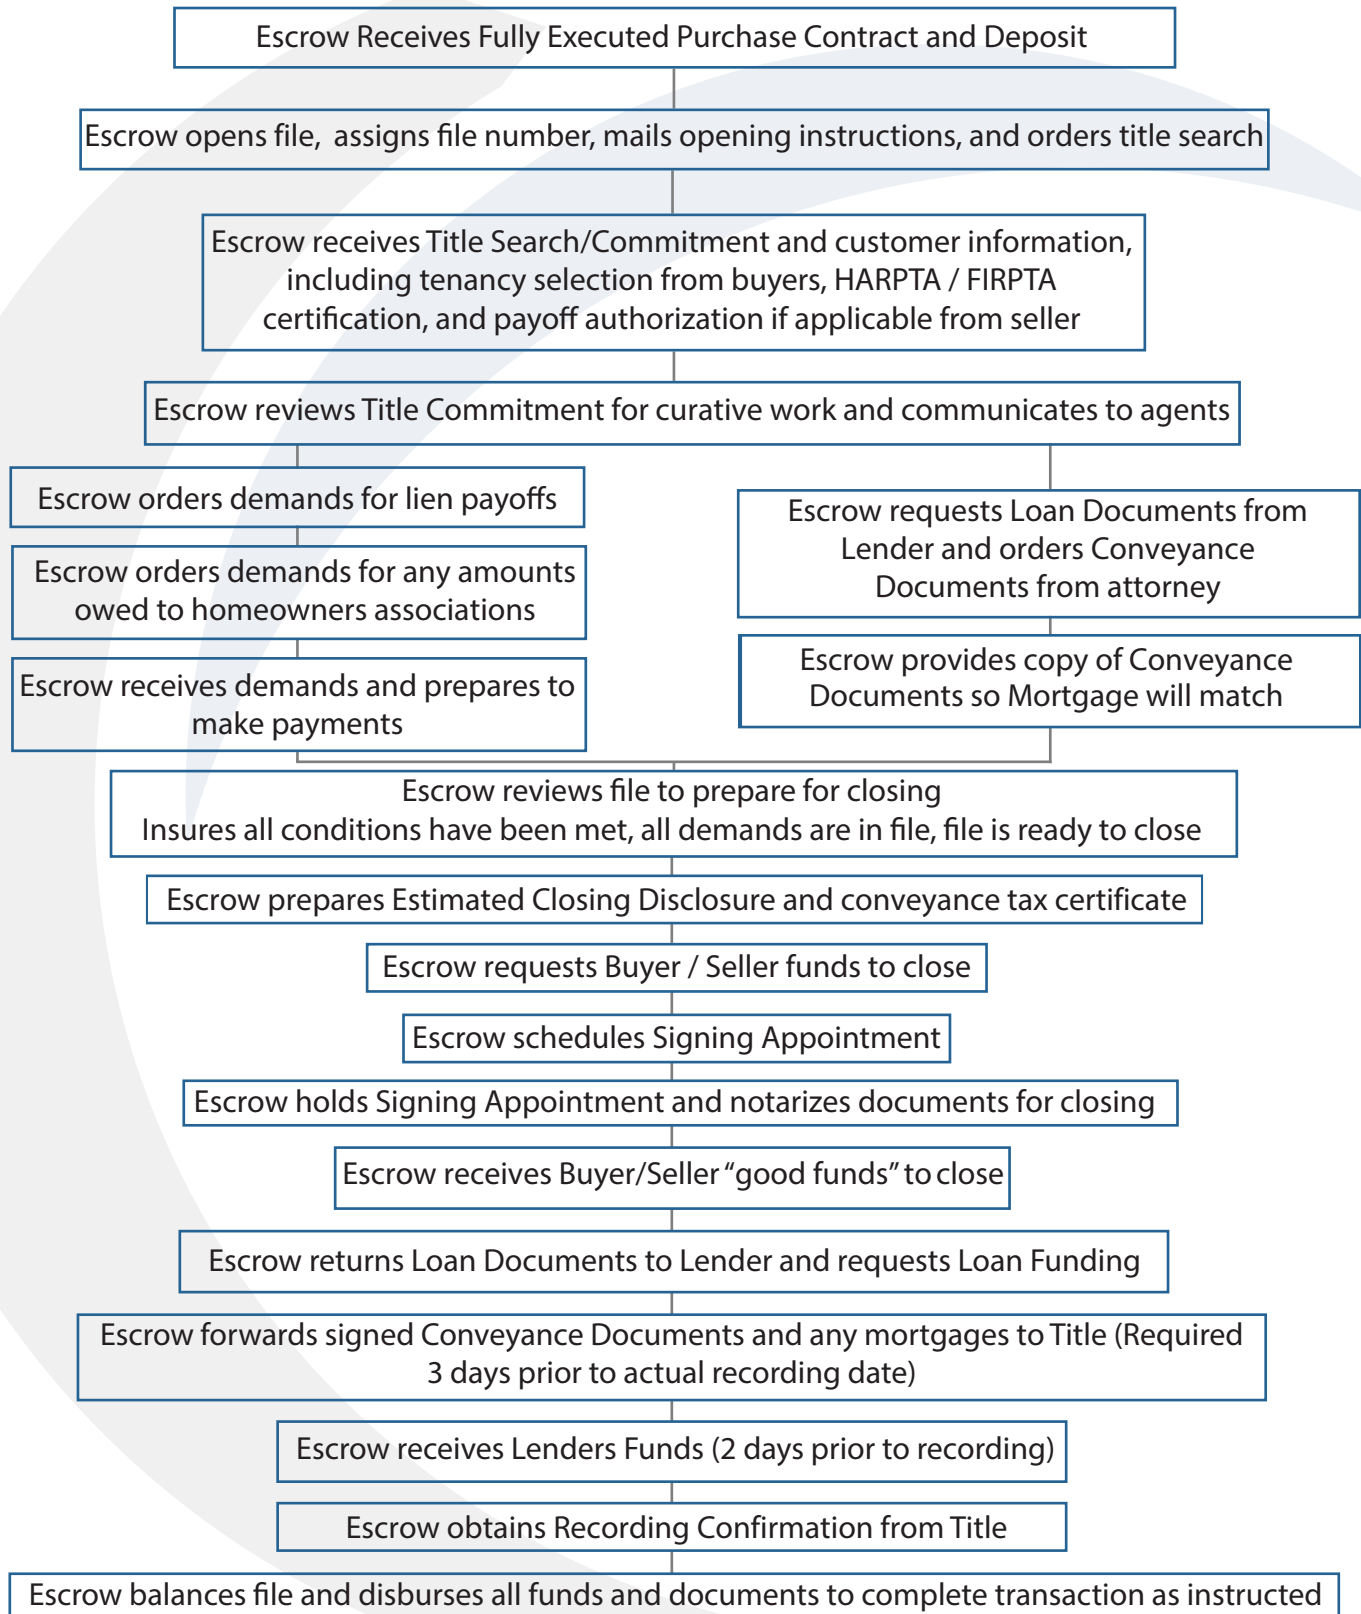 Escrow Receives Fully Executed Purchase Contract and Deposit
Escrow opens file, assigns file number, mails opening instructions, and orders title search
Escrow receives Title Search/Commitment and customer information,
including tenancy selection from buyers, HARPTA / FIRPTA
certification, and payoff authorization if applicable from seller
Escrow reviews Title Commitment for curative work and communicates to agents
Escrow orders demands for lien payoffs
Escrow orders demands for any amounts
owed to homeowners associations
Escrow receives demands and prepares to
make payments
Escrow requests Loan Documents from
Lender and orders Conveyance
Documents from attorney
Escrow provides copy of Conveyance
Documents so Mortgage will match
Escrow reviews file to prepare for closing
Insures all conditions have been met, all demands are in file, file is ready to close
Escrow prepares Estimated Closing Disclosure and conveyance tax certificate
Escrow requests Buyer / Seller funds to close
Escrow schedules Signing Appointment
Escrow holds Signing Appointment and notarizes documents for closing
Escrow receives Buyer/Seller “good funds” to close
Escrow returns Loan Documents to Lender and requests Loan Funding
Escrow forwards signed Conveyance Documents and any mortgages to Title (Required
3 days prior to actual recording date)
Escrow receives Lenders Funds (2 days prior to recording)
Escrow obtains Recording Confirmation from Title
Escrow balances file and disburses all funds and documents to complete transaction as instructed